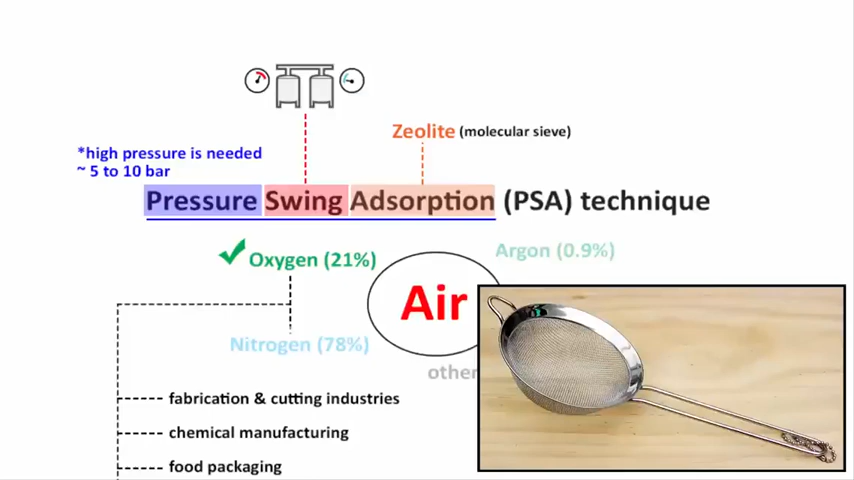 Zeolite (molecular sieve)
*high pressure is needed
~ 5 to 10 bar
Pressure Swing Adsorption (PSA) technique
Oxygen (21%)
Argon (0.9%)
Air
Nitrogen (78%)
other
fabrication & cutting industries
chemical manufacturing
food packaging